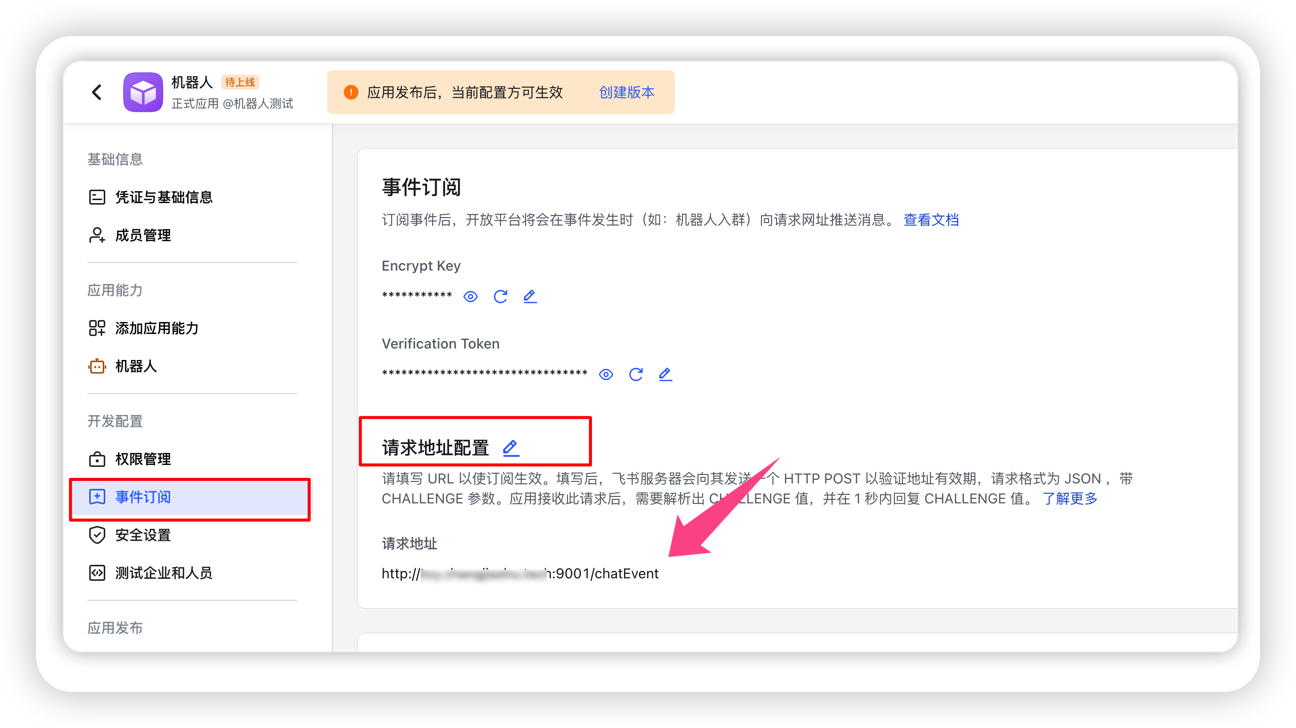 机器人 待上线
正式应用 @机器人测试
应用发布后，当前配置方可生效 创建版本
基础信息
凭证与基础信息
成员管理
应用能力
添加应用能力
机器人
开发配置
权限管理
事件订阅
安全设置
测试企业和人员
应用发布
事件订阅
订阅事件后，开放平台将会在事件发生时（如：机器人入群）向请求网址推送消息。 查看文档
Encrypt Key
***********
Verification Token
********************************
请求地址配置
请填写 URL 以使订阅生效。填写后，飞书服务器会向其发送一个 HTTP POST 以验证地址有效期，请求格式为 JSON ，带
CHALLENGE 参数。应用接收此请求后，需要解析出 CHALLENGE 值，并在 1 秒内回复 CHALLENGE 值。 了解更多
请求地址
http:// :9001/chatEvent